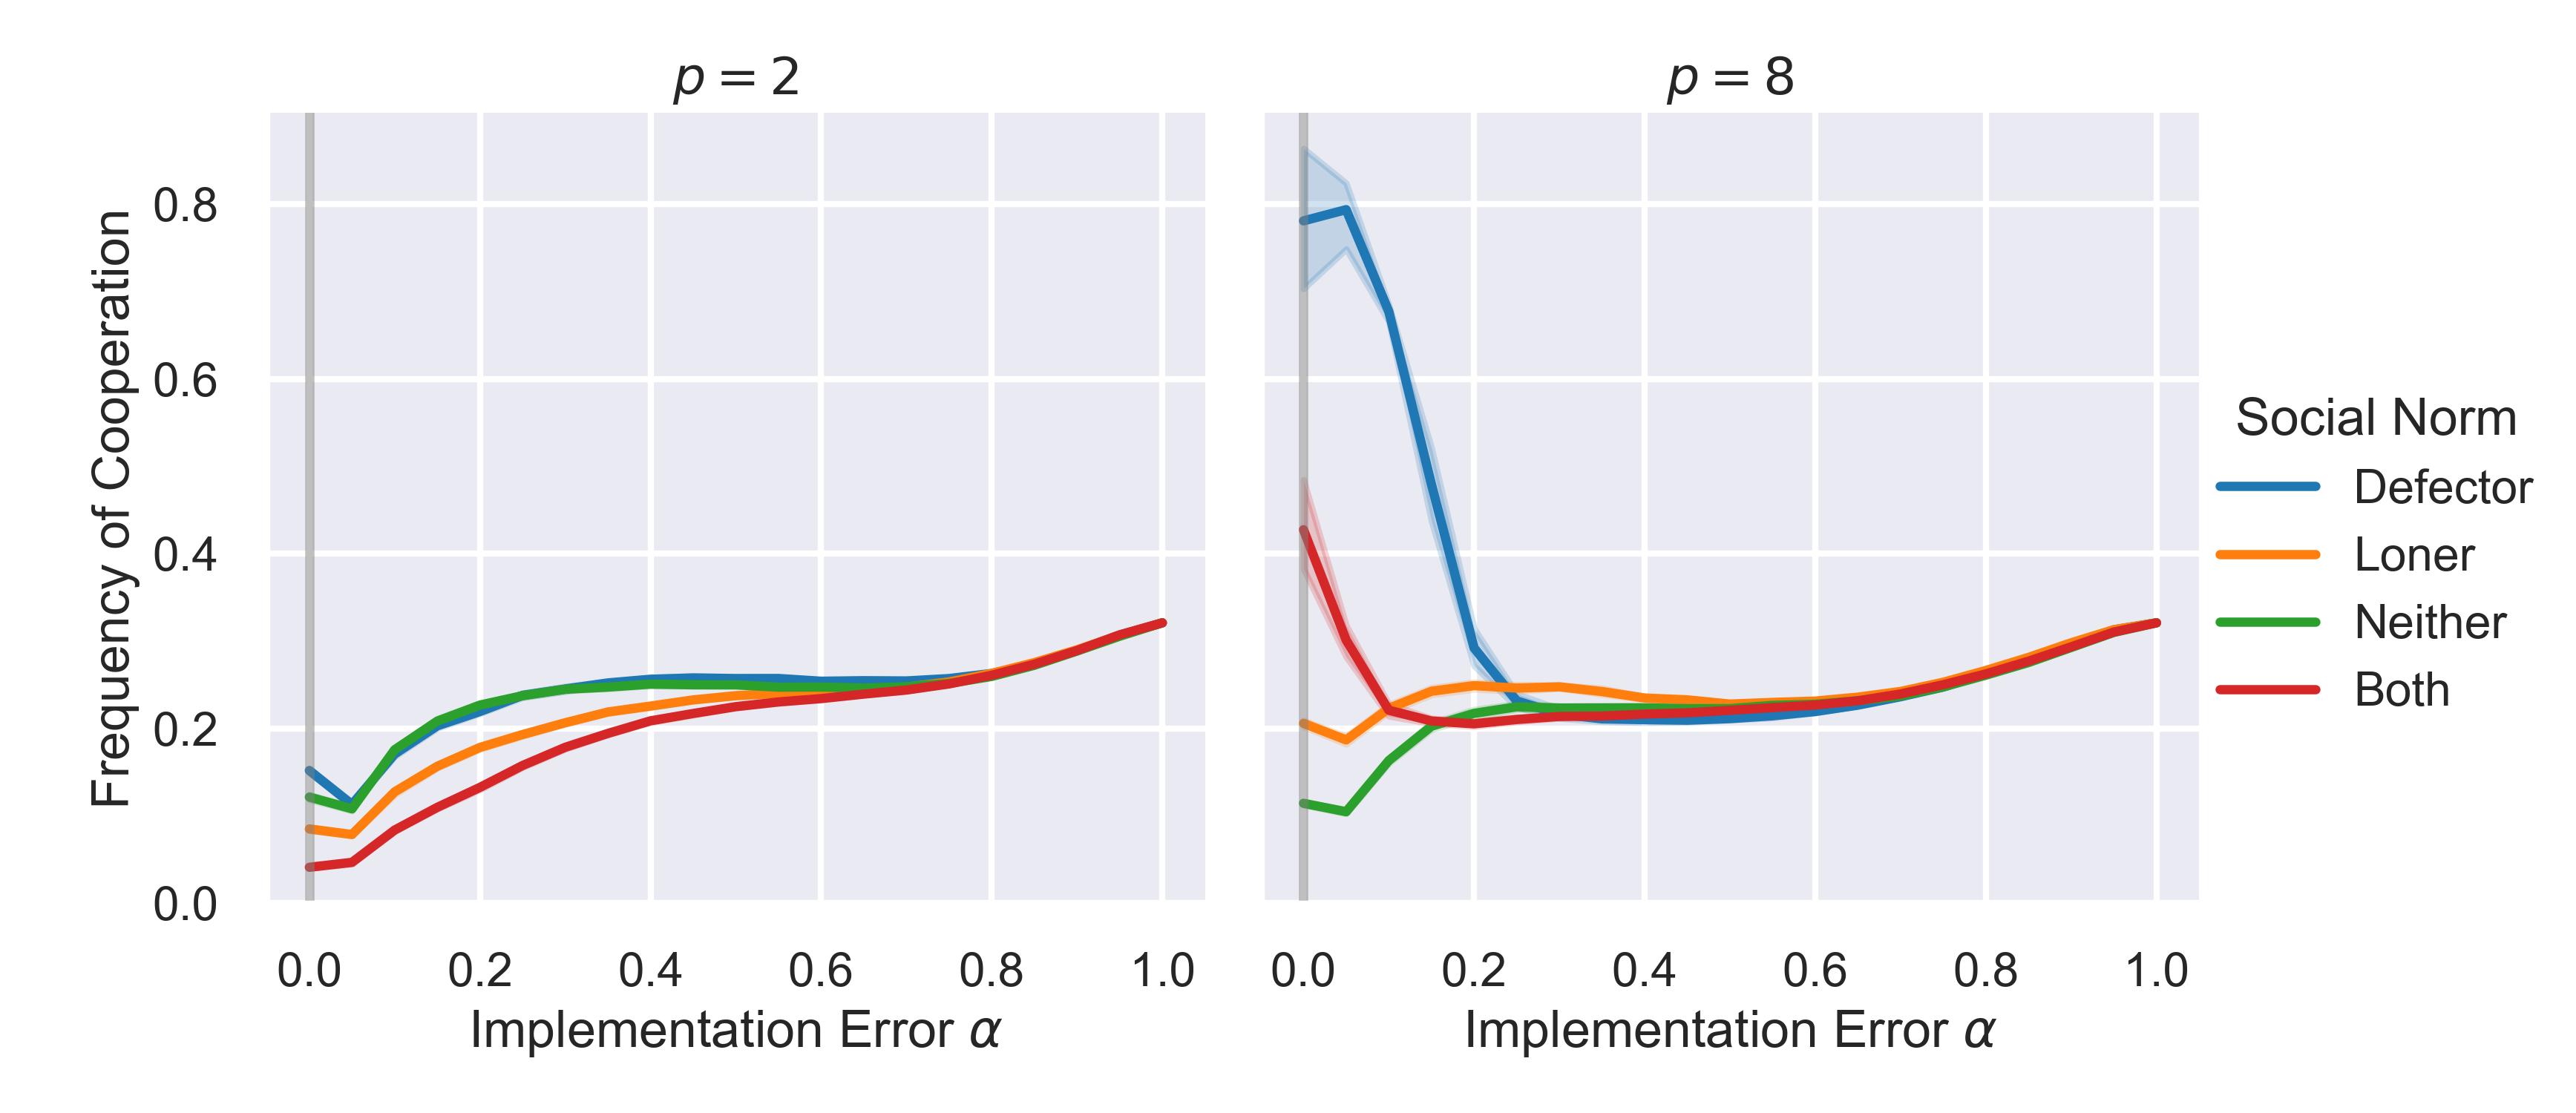 p = 2
p = 8
Frequency of Cooperation
0.8
0.6
0.4
0.2
0.0
0.0 0.2 0.4 0.6 0.8 1.0
0.0 0.2 0.4 0.6 0.8 1.0
Implementation Error α
Implementation Error α
Social Norm
Defector
Loner
Neither
Both